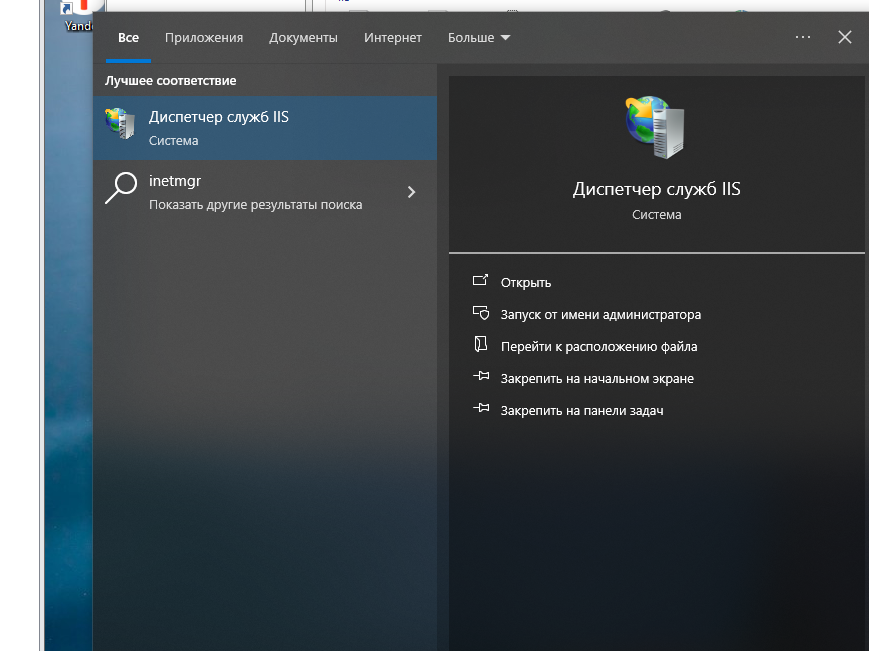 Все Приложения Документы Интернет Больше
Лучшее соответствие
Диспетчер служб IIS
Система
inetmgr
Показать другие результаты поиска
Диспетчер служб IIS
Система
Открыть
Запуск от имени администратора
Перейти к расположению файла
Закрепить на начальном экране
Закрепить на панели задач